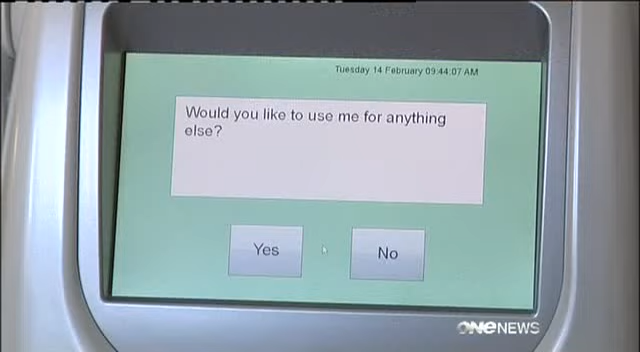 Tuesday 14 February 09:44:07 AM
Would you like to use me for anything
else?
Yes
No
ONE NEWS